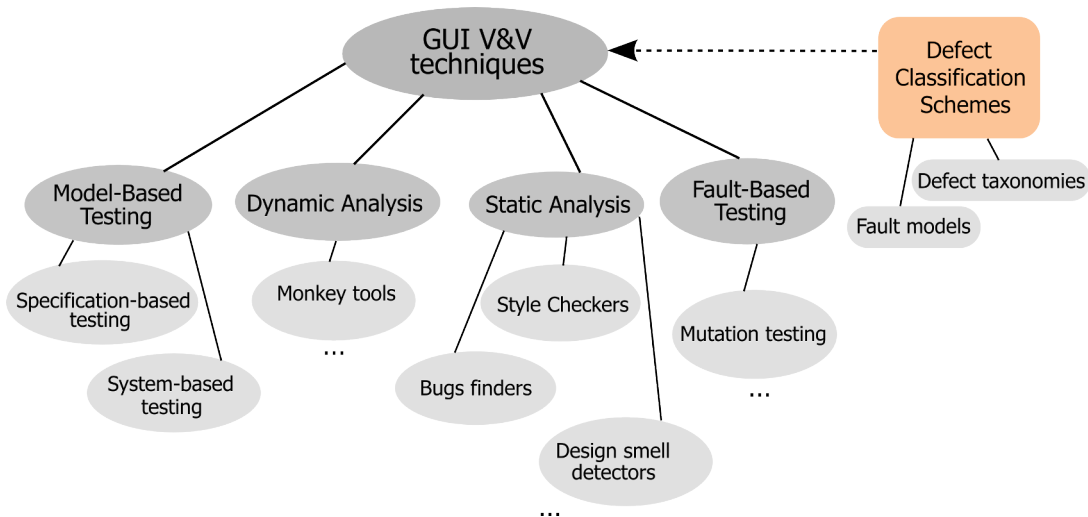 GUI V&V
techniques
Defect
Classification
Schemes
Defect taxonomies
Fault models
Model-Based
Testing
Dynamic Analysis
Static Analysis
Fault-Based
Testing
Specification-based
testing
Monkey tools
...
Style Checkers
Mutation testing
...
System-based
testing
Bugs finders
Design smell
detectors
...